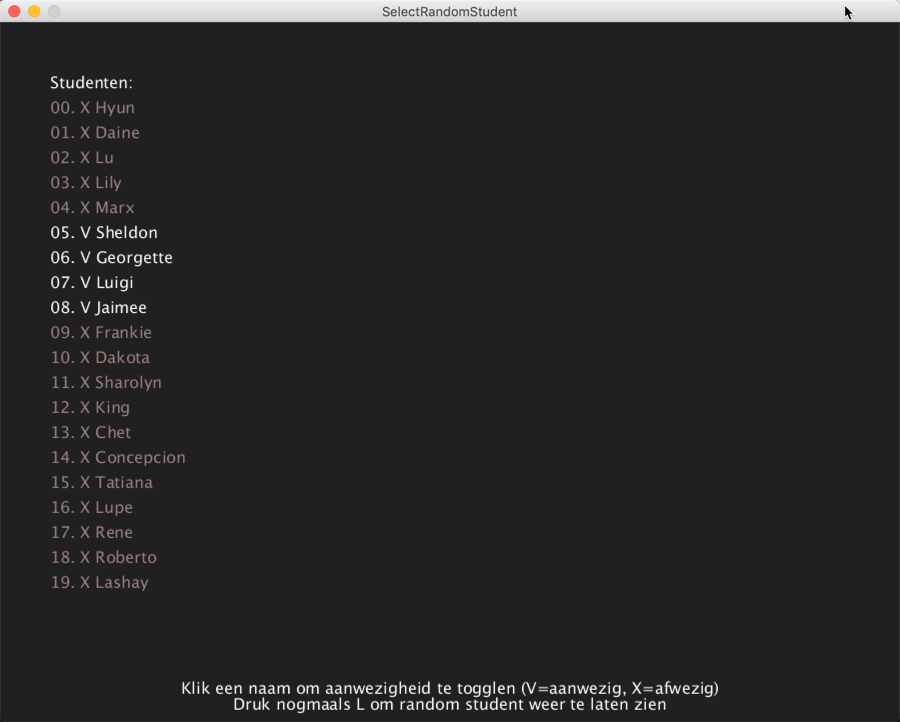 SelectRandomStudent
Studenten:
00. X Hyun
01. X Daine
02. X Lu
03. X Lily
04. X Marx
05. V Sheldon
06. V Georgette
07. V Luigi
08. V Jaimee
09. X Frankie
10. X Dakota
11. X Sharolyn
12. X King
13. X Chet
14. X Concepcion
15. X Tatiana
16. X Lupe
17. X Rene
18. X Roberto
19. X Lashay
Klik een naam om aanwezigheid te togglen (V=aanwezig, X=afwezig)
Druk nogmaals L om random student weer te laten zien